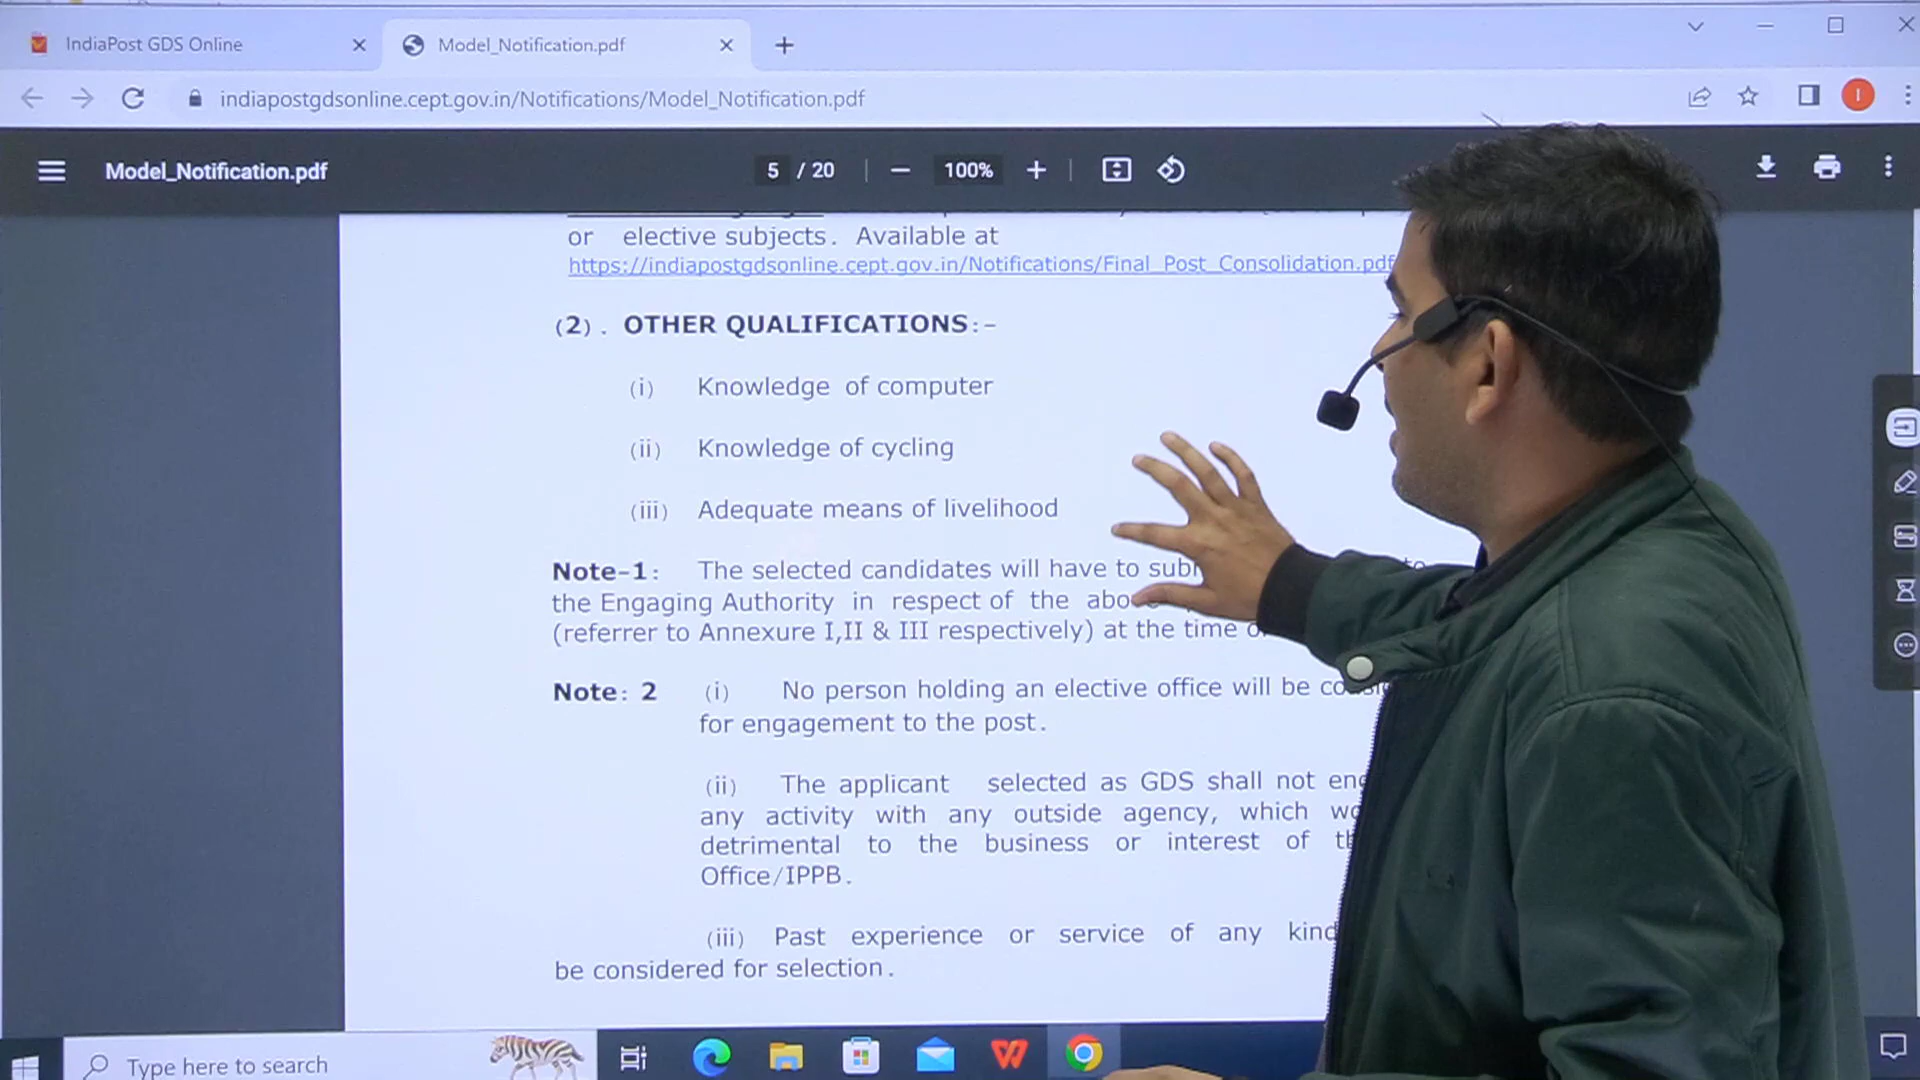 IndiaPost GDS Online
Model_Notification.pdf
indiapostgdsonline.cept.gov.in/Notifications/Model_Notification.pdf
I
Model_Notification.pdf
5 / 20
100%
or elective subjects. Available at
https://indiapostgdsonline.cept.gov.in/Notifications/Final_Post_Consolidation.pdf
(2). OTHER QUALIFICATIONS:-
(i) Knowledge of computer
(ii) Knowledge of cycling
(iii) Adequate means of livelihood
Note-1: The selected candidates will have to
the Engaging Authority in respect of the
(referrer to Annexure I,II & III respectively) at the time
Note: 2 (i) No person holding an elective office will be
for engagement to the post.
(ii) The applicant selected as GDS shall not
any activity with any outside agency, which
detrimental to the business or interest of
Office/IPPB.
(iii) Past experience or service of any kind
be considered for selection.
Type here to search